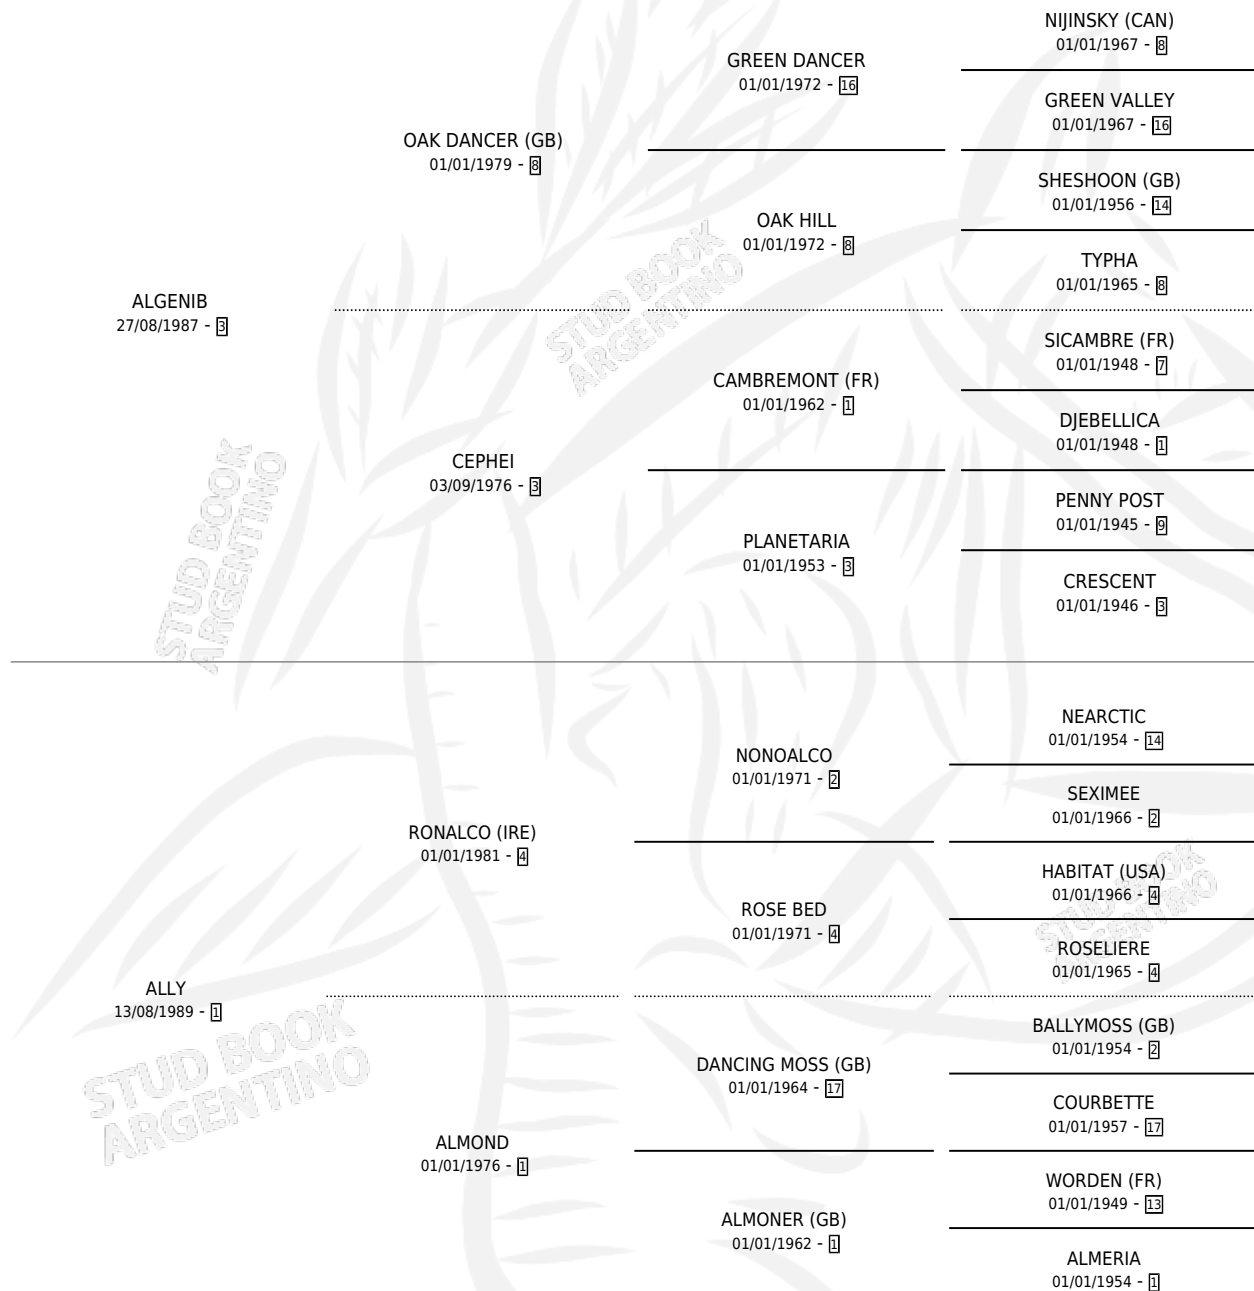 NIJINSKY (CAN)
01/01/1967 - 8
GREEN DANCER
01/01/1972 - 16
GREEN VALLEY
01/01/1967 - 16
OAK DANCER (GB)
01/01/1979 - 8
SHESHOON (GB)
01/01/1956 - 14
OAK HILL
01/01/1972 - 8
TYPHA
01/01/1965 - 8
ALGENIB
27/08/1987 - 3
SICAMBRE (FR)
01/01/1948 - 7
CAMBREMONT (FR)
01/01/1962 - 1
DJEBELLICA
01/01/1948 - 1
CEPHEI
03/09/1976 - 3
PENNY POST
01/01/1945 - 9
PLANETARIA
01/01/1953 - 3
CRESCENT
01/01/1946 - 3
NEARCTIC
01/01/1954 - 14
NONOALCO
01/01/1971 - 2
SEXIMEE
01/01/1966 - 2
RONALCO (IRE)
01/01/1981 - 4
HABITAT (USA)
01/01/1966 - 4
ROSE BED
01/01/1971 - 4
ROSELIERE
01/01/1965 - 4
ALLY
13/08/1989 - 1
BALLYMOSS (GB)
01/01/1954 - 2
DANCING MOSS (GB)
01/01/1964 - 17
COURBETTE
01/01/1957 - 17
ALMOND
01/01/1976 - 1
WORDEN (FR)
01/01/1949 - 13
ALMONER (GB)
01/01/1962 - 1
ALMERIA
01/01/1954 - 1
STUD BOOK
ARGENTINO
STUD BOOK
ARGENTINO
STUD BOOK
ARGENTINO
STUD BOOK
ARGENTINO